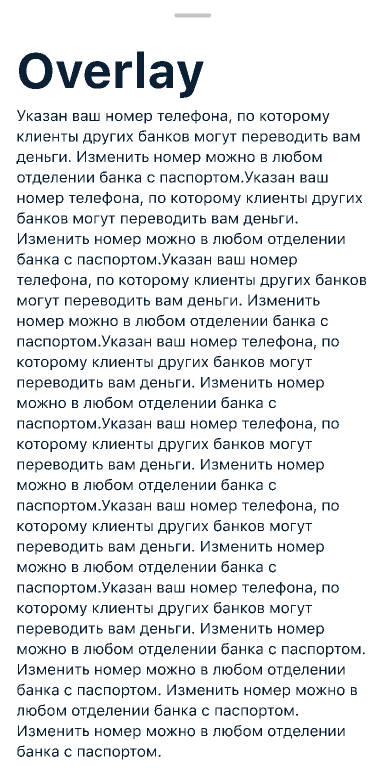 Overlay
Указан ваш номер телефона, по которому
клиенты других банков могут переводить вам
деньги. Изменить номер можно в любом
отделении банка с паспортом.Указан ваш
номер телефона, по которому клиенты других
банков могут переводить вам деньги.
Изменить номер можно в любом отделении
банка с паспортом.Указан ваш номер
телефона, по которому клиенты других банков
могут переводить вам деньги. Изменить
номер можно в любом отделении банка с
паспортом.Указан ваш номер телефона, по
которому клиенты других банков могут
переводить вам деньги. Изменить номер
можно в любом отделении банка с
паспортом.Указан ваш номер телефона, по
которому клиенты других банков могут
переводить вам деньги. Изменить номер
можно в любом отделении банка с
паспортом.Указан ваш номер телефона, по
которому клиенты других банков могут
переводить вам деньги. Изменить номер
можно в любом отделении банка с
паспортом.Указан ваш номер телефона, по
которому клиенты других банков могут
переводить вам деньги. Изменить номер
можно в любом отделении банка с паспортом.
Изменить номер можно в любом отделении
банка с паспортом. Изменить номер можно в
любом отделении банка с паспортом.
Изменить номер можно в любом отделении
банка с паспортом.